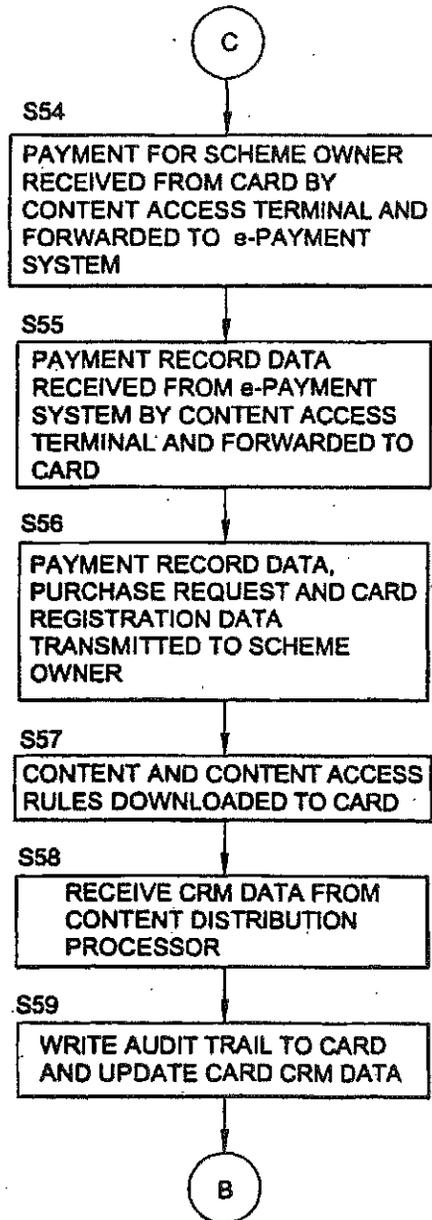 C
S54
PAYMENT FOR SCHEME OWNER
RECEIVED FROM CARD BY
CONTENT ACCESS TERMINAL AND
FORWARDED TO e-PAYMENT
SYSTEM
S55
PAYMENT RECORD DATA
RECEIVED FROM e-PAYMENT
SYSTEM BY CONTENT ACCESS
TERMINAL AND FORWARDED TO
CARD
S56
PAYMENT RECORD DATA,
PURCHASE REQUEST AND CARD
REGISTRATION DATA
TRANSMITTED TO SCHEME
OWNER
S57
CONTENT AND CONTENT ACCESS
RULES DOWNLOADED TO CARD
S58
RECEIVE CRM DATA FROM
CONTENT DISTRIBUTION
PROCESSOR
S59
WRITE AUDIT TRAIL TO CARD
AND UPDATE CARD CRM DATA
B